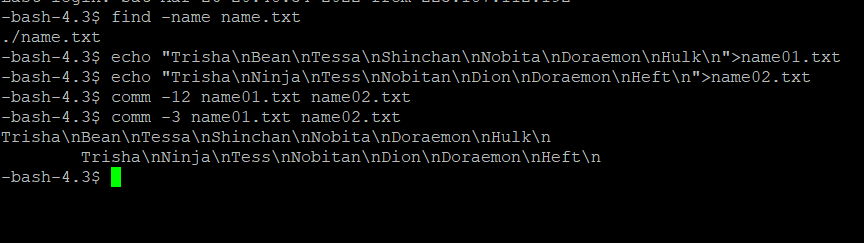 -bash-4.3$ find -name name.txt
./name.txt
-bash-4.3$ echo "Trisha\nBean\nTessa\nShinchan\nNobita\nDoraemon\nHulk\n">name01.txt
-bash-4.3$ echo "Trisha\nNinja\nTess\nNobitan\nDion\nDoraemon\nHeft\n">name02.txt
-bash-4.3$ comm -12 name01.txt name02.txt
-bash-4.3$ comm -3 name01.txt name02.txt
Trisha\nBean\nTessa\nShinchan\nNobita\nDoraemon\nHulk\n
        Trisha\nNinja\nTess\nNobitan\nDion\nDoraemon\nHeft\n
-bash-4.3$